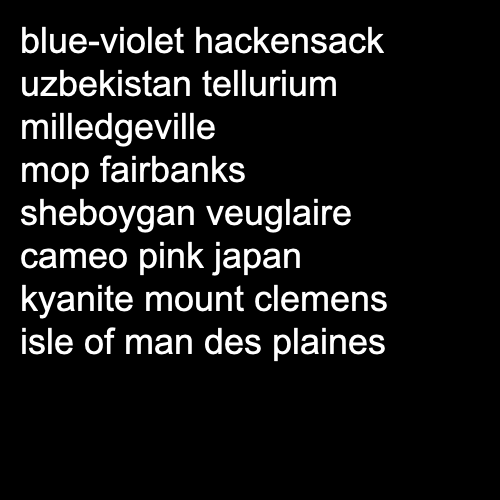 blue-violet hackensack
uzbekistan tellurium
milledgeville
mop fairbanks
sheboygan veuglaire
cameo pink japan
kyanite mount clemens
isle of man des plaines